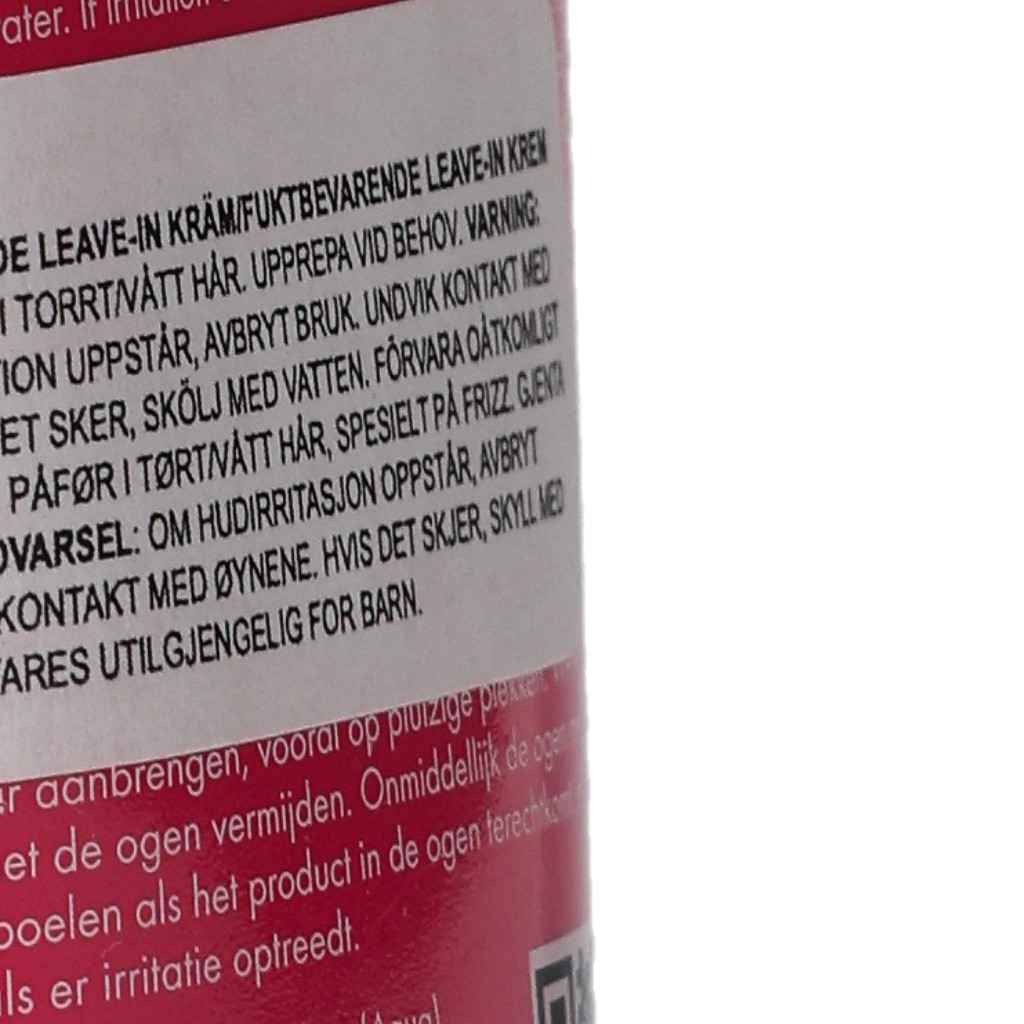 ater. If
DE LEAVE-IN KRÄM/FUKTBEVARENDE LEAVE-IN KREM
I TORRT/VÅTT HÅR. UPPREPA VID BEHOV. VARNING:
TION UPPSTÅR, AVBRYT BRUK. UNDVIK KONTAKT MED
ET SKER, SKÖLJ MED VATTEN. FÖRVARA OÅTKOMLIGT
PÅFØR I TØRT/VÅTT HÅR, SPESIELT PÅ FRIZZ. GJENTA
OVARSEL: OM HUDIRRITASJON OPPSTÅR, AVBRYT
KONTAKT MED ØYNENE. HVIS DET SKJER, SKYLL MED
ARES UTILGJENGELIG FOR BARN.
r aanbrengen, vooral op pluizige plekken.
et de ogen vermijden. Onmiddellijk de ogen
poelen als het product in de ogen terechtkomt
ls er irritatie optreedt.
(Aqua)